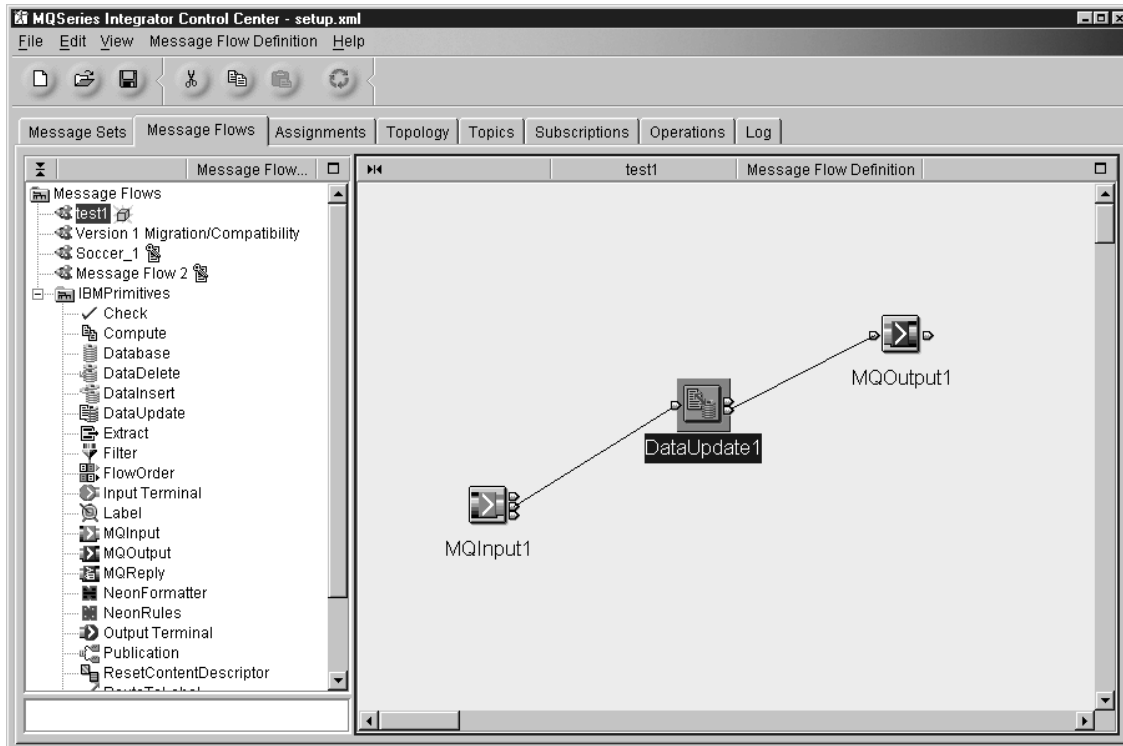 MQSeries Integrator Control Center - setup.xml
File Edit View Message Flow Definition Help
Message Sets Message Flows Assignments Topology Topics Subscriptions Operations Log
Message Flow...
test1 Message Flow Definition
Message Flows
test1
Version 1 Migration/Compatibility
Soccer_1
Message Flow 2
IBMPrimitives
Check
Compute
Database
DataDelete
DataInsert
DataUpdate
Extract
Filter
FlowOrder
Input Terminal
Label
MQInput
MQOutput
MQReply
NeonFormatter
NeonRules
Output Terminal
Publication
ResetContentDescriptor
MQOutput1
DataUpdate1
MQInput1